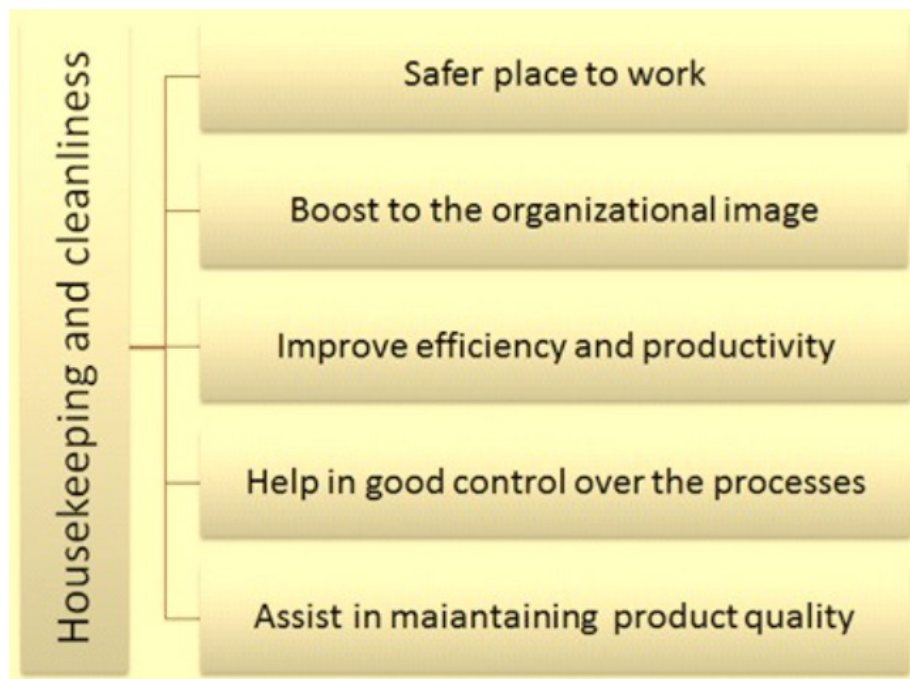 Housekeeping and cleanliness
Safer place to work
Boost to the organizational image
Improve efficiency and productivity
Help in good control over the processes
Assist in maiantaining product quality